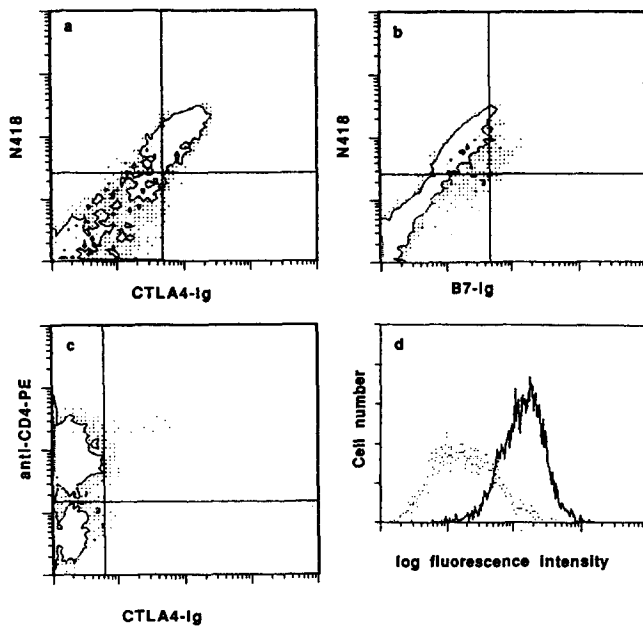 a
N418
CTLA4-Ig
b
N418
B7-Ig
c
anti-CD4-PE
CTLA4-Ig
d
Cell number
log fluorescence intensity